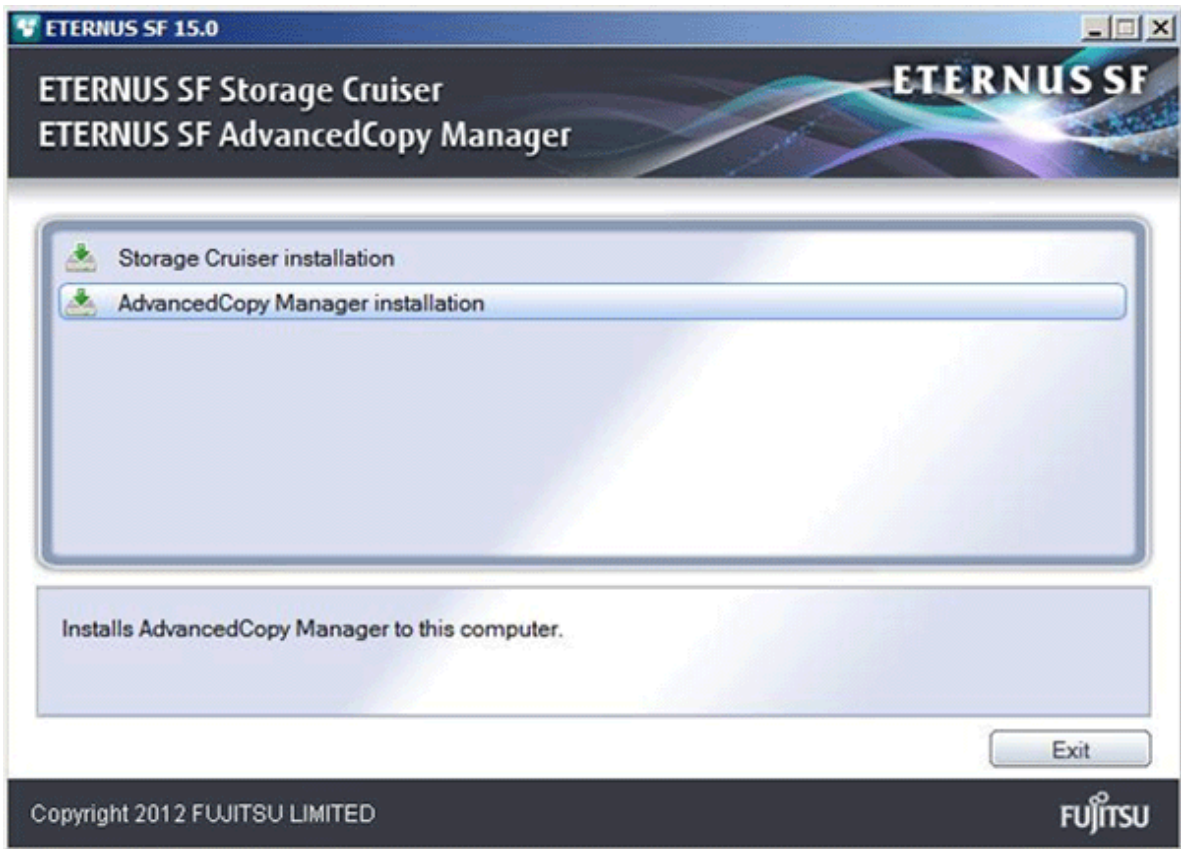 ETERNUS SF 15.0
ETERNUS SF Storage Cruiser
ETERNUS SF AdvancedCopy Manager
ETERNUS SF
Storage Cruiser installation
AdvancedCopy Manager installation
Installs AdvancedCopy Manager to this computer.
Exit
Copyright 2012 FUJITSU LIMITED
FUJITSU